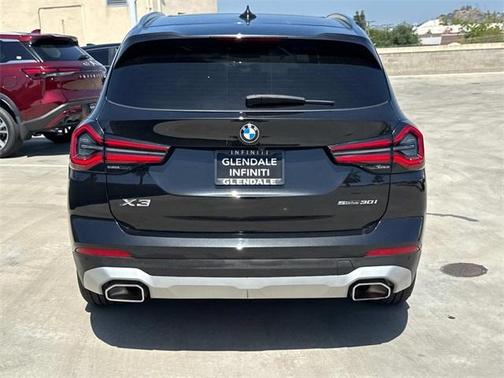 INFINITI
GLENDALE
INFINITI
GLENDALE
X3
sDrive30i